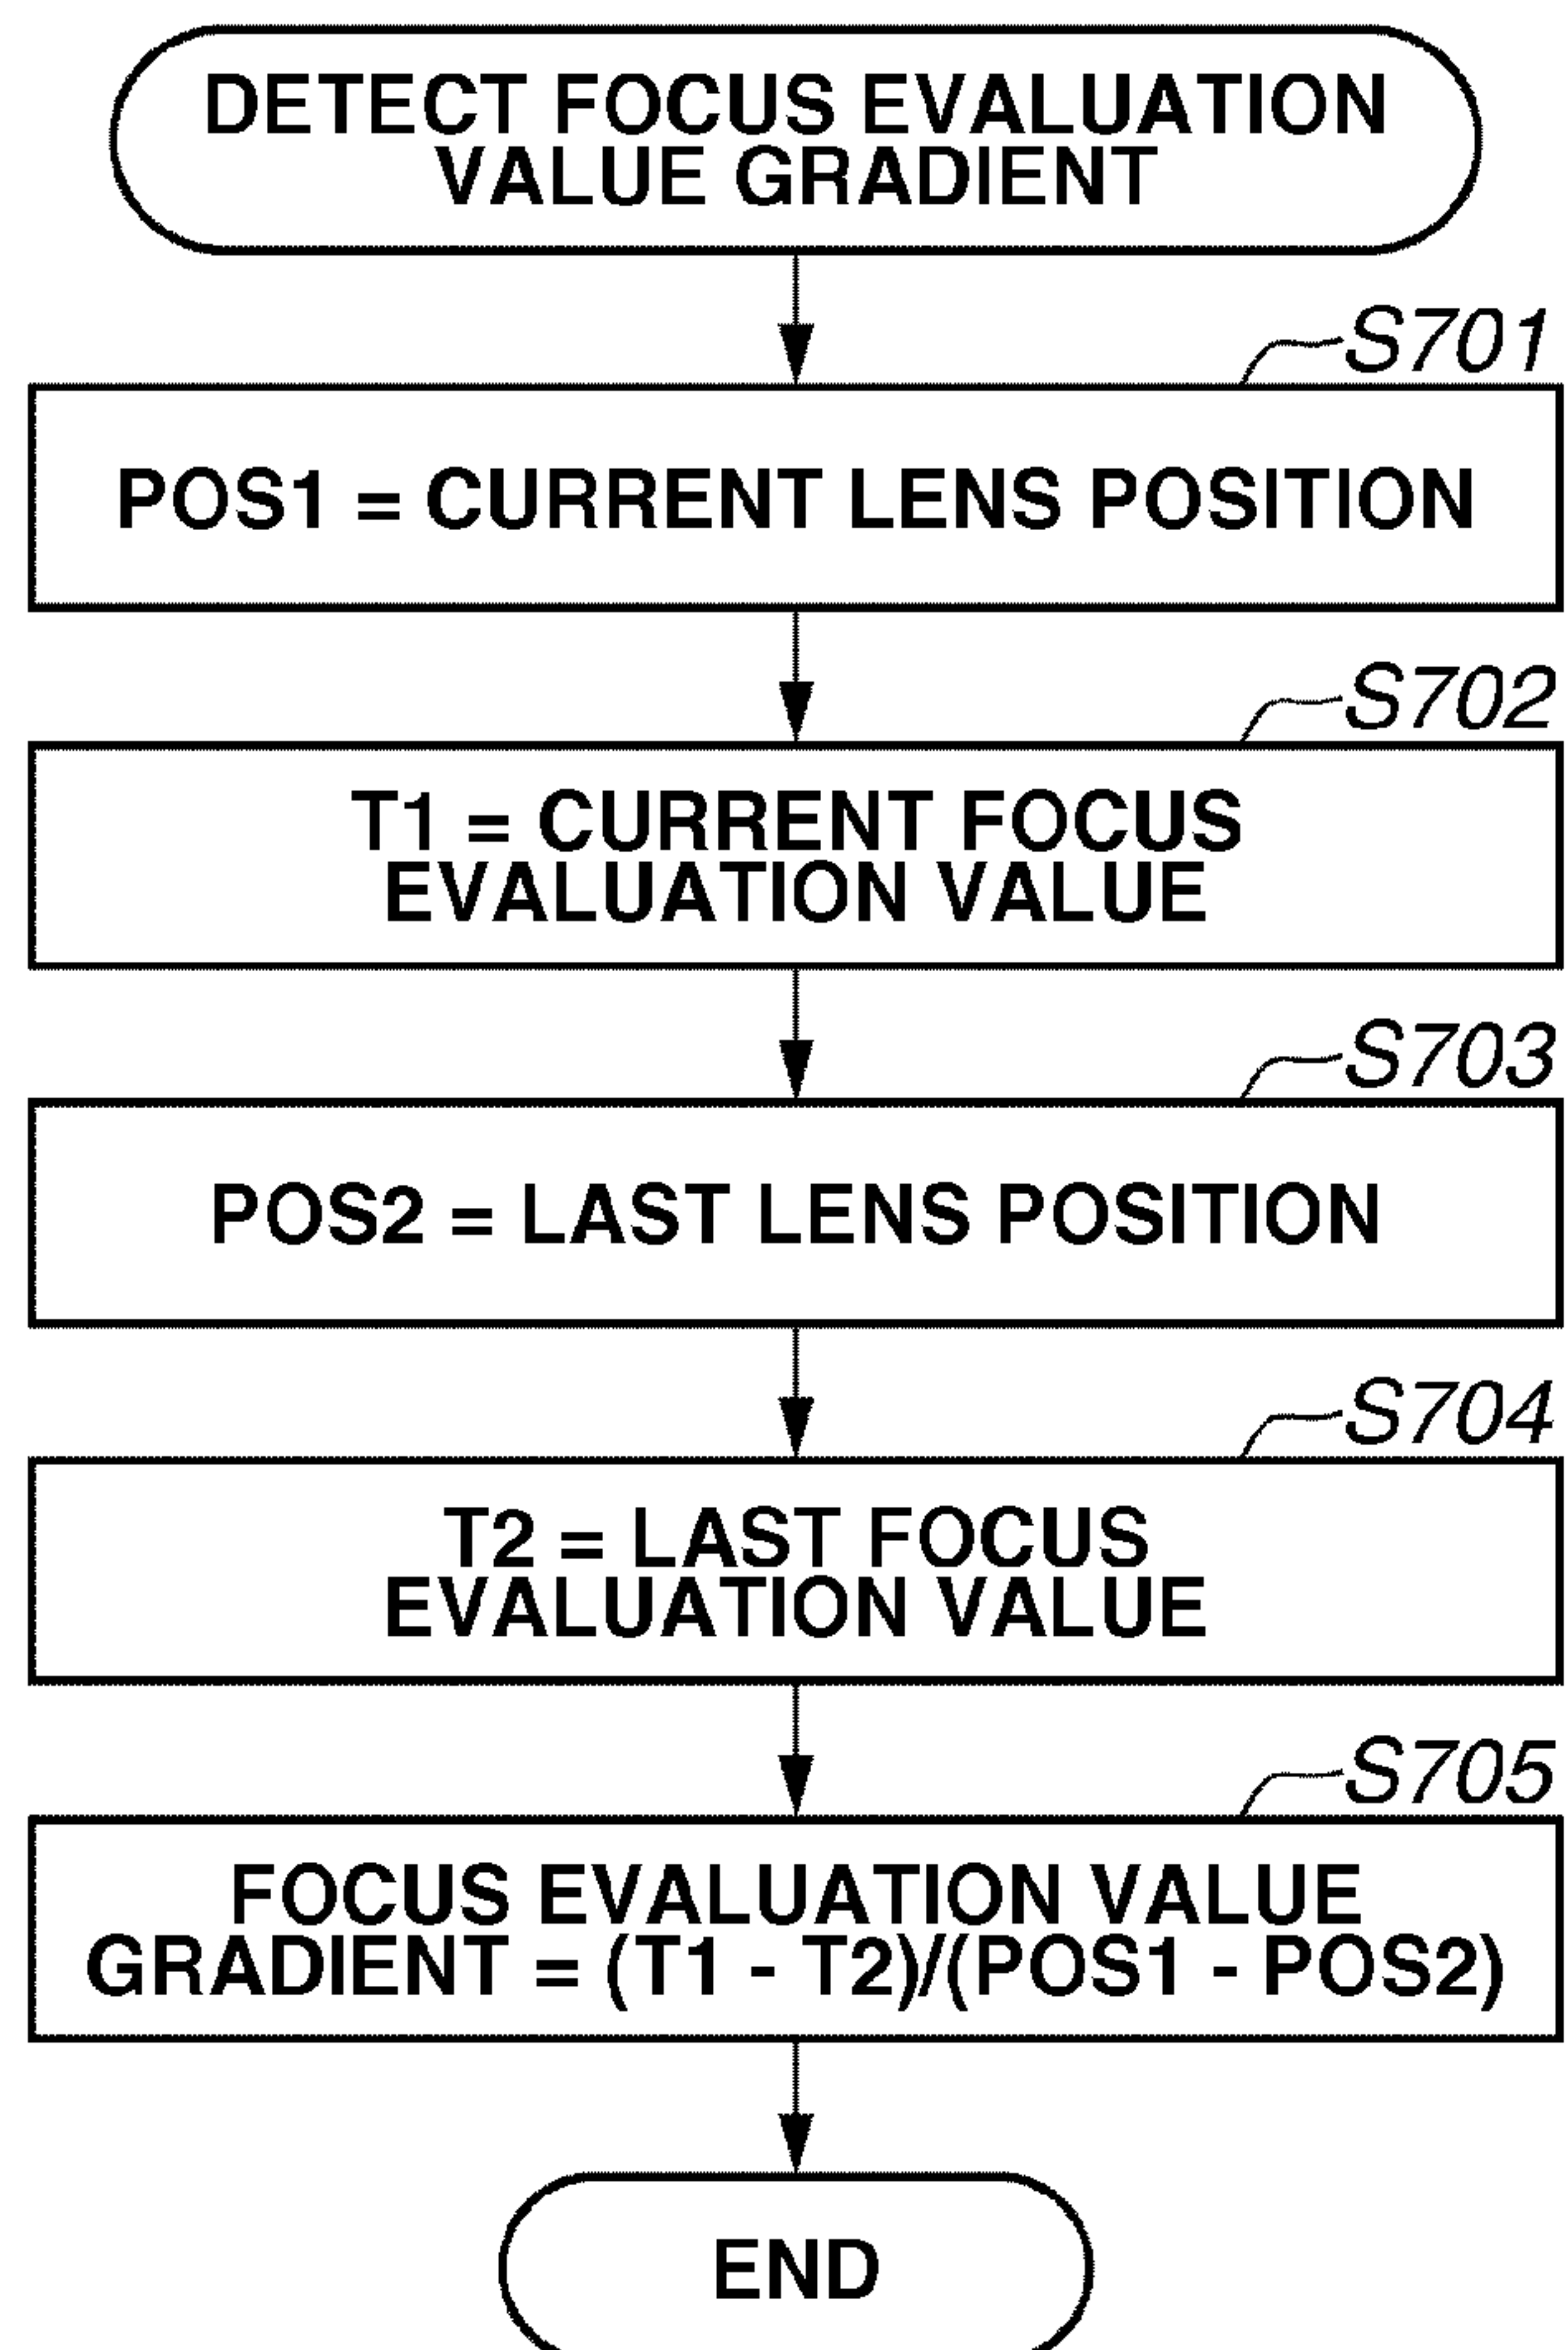 DETECT FOCUS EVALUATION
VALUE GRADIENT
S701
POS1 = CURRENT LENS POSITION
S702
T1 = CURRENT FOCUS
EVALUATION VALUE
S703
POS2 = LAST LENS POSITION
S704
T2 = LAST FOCUS
EVALUATION VALUE
S705
FOCUS EVALUATION VALUE
GRADIENT = (T1 - T2)/(POS1 - POS2)
END